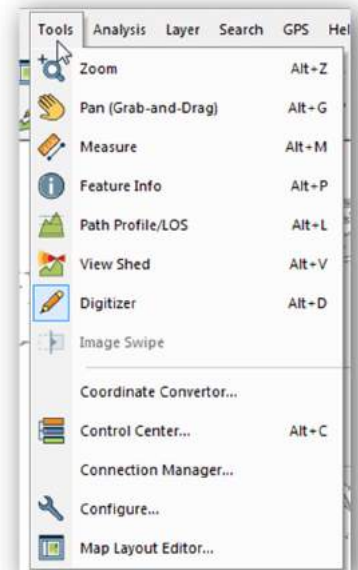 Tools Analysis Layer Search GPS Hel
Zoom Alt+Z
Pan (Grab-and-Drag) Alt+G
Measure Alt+M
Feature Info Alt+P
Path Profile/LOS Alt+L
View Shed Alt+V
Digitizer Alt+D
Image Swipe
Coordinate Convertor...
Control Center... Alt+C
Connection Manager...
Configure...
Map Layout Editor...